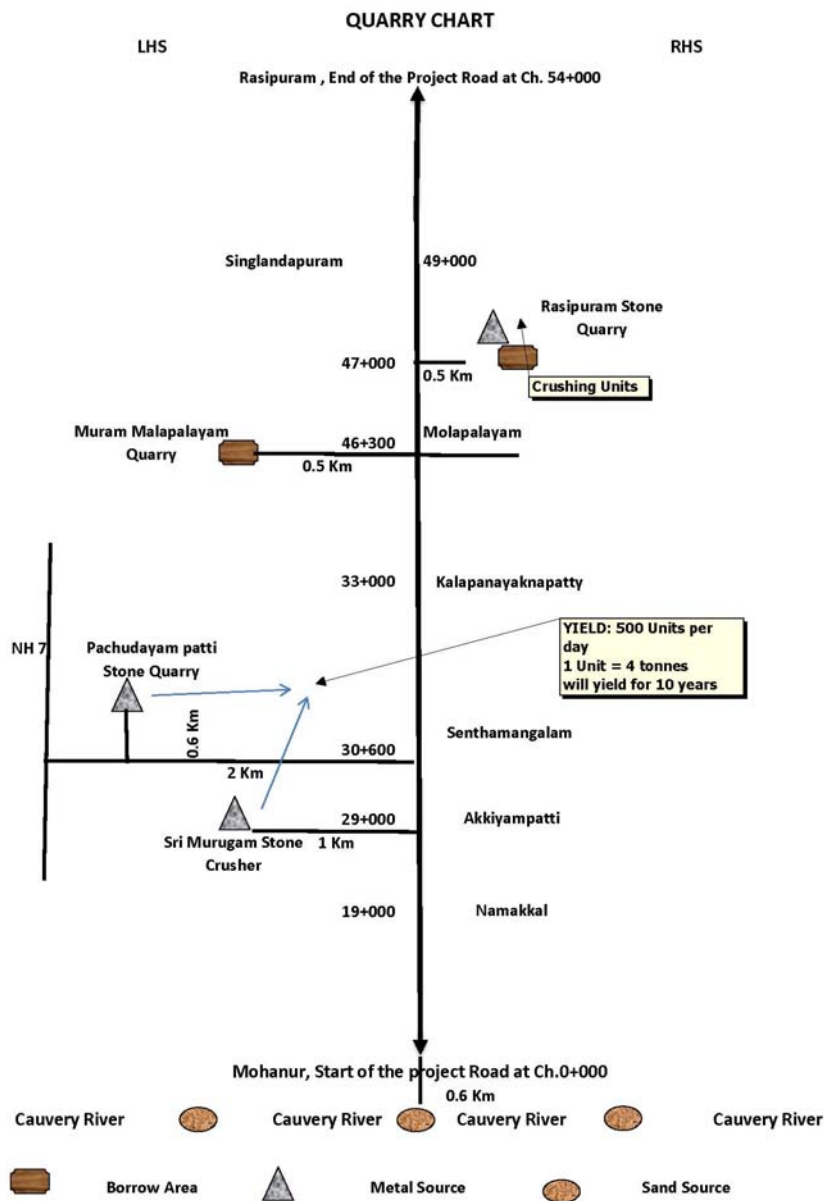 QUARRY CHART
LHS
RHS
Rasipuram , End of the Project Road at Ch. 54+000
Singlandapuram
49+000
Rasipuram Stone
Quarry
47+000
0.5 Km
Crushing Units
Muram Malapalayam
Quarry
46+300
Molapalayam
0.5 Km
33+000
Kalapanayaknapatty
NH 7
Pachudayam patti
Stone Quarry
YIELD: 500 Units per
day
1 Unit = 4 tonnes
will yield for 10 years
0.6 Km
30+600
Senthamangalam
2 Km
29+000
Akkiyampatti
Sri Murugam Stone
Crusher
1 Km
19+000
Namakkal
Mohanur, Start of the project Road at Ch.0+000
0.6 Km
Cauvery River
Cauvery River
Cauvery River
Cauvery River
Borrow Area
Metal Source
Sand Source